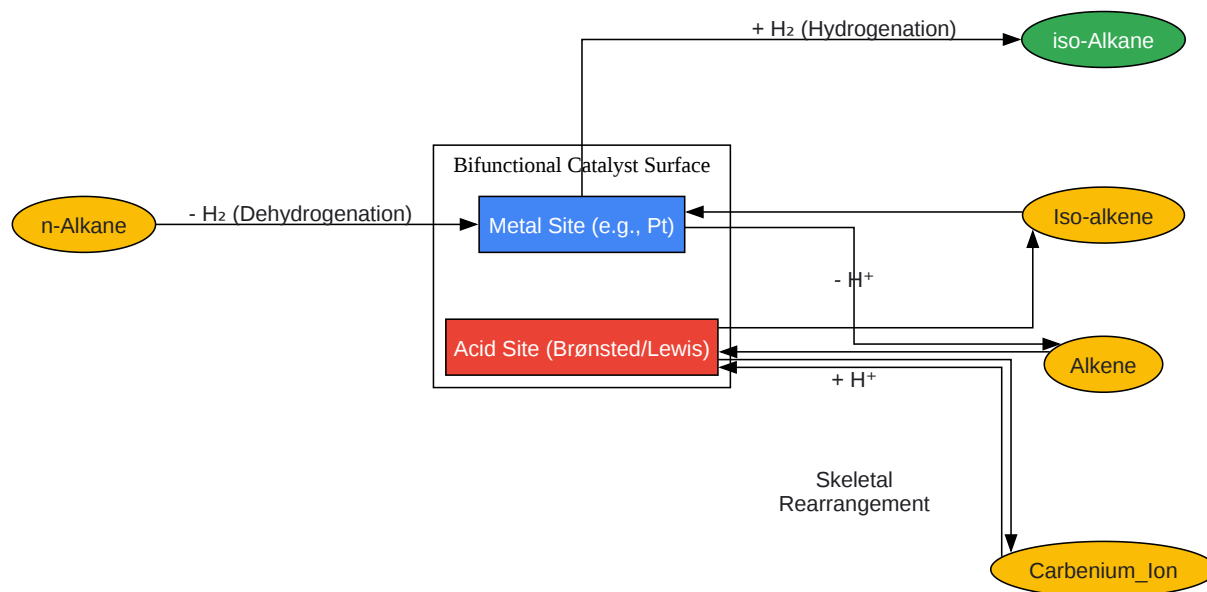 + H₂ (Hydrogenation)
iso-Alkane
Bifunctional Catalyst Surface
n-Alkane
- H₂ (Dehydrogenation)
Metal Site (e.g., Pt)
Iso-alkene
- H⁺
Acid Site (Brønsted/Lewis)
Alkene
+ H⁺
Skeletal
Rearrangement
Carbenium_Ion